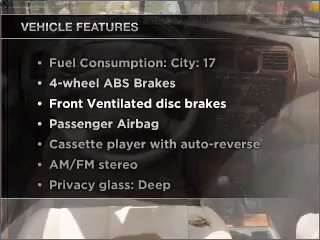 VEHICLE FEATURES
• Fuel Consumption: City: 17
• 4-wheel ABS Brakes
• Front Ventilated disc brakes
• Passenger Airbag
• Cassette player with auto-reverse
• AM/FM stereo
• Privacy glass: Deep